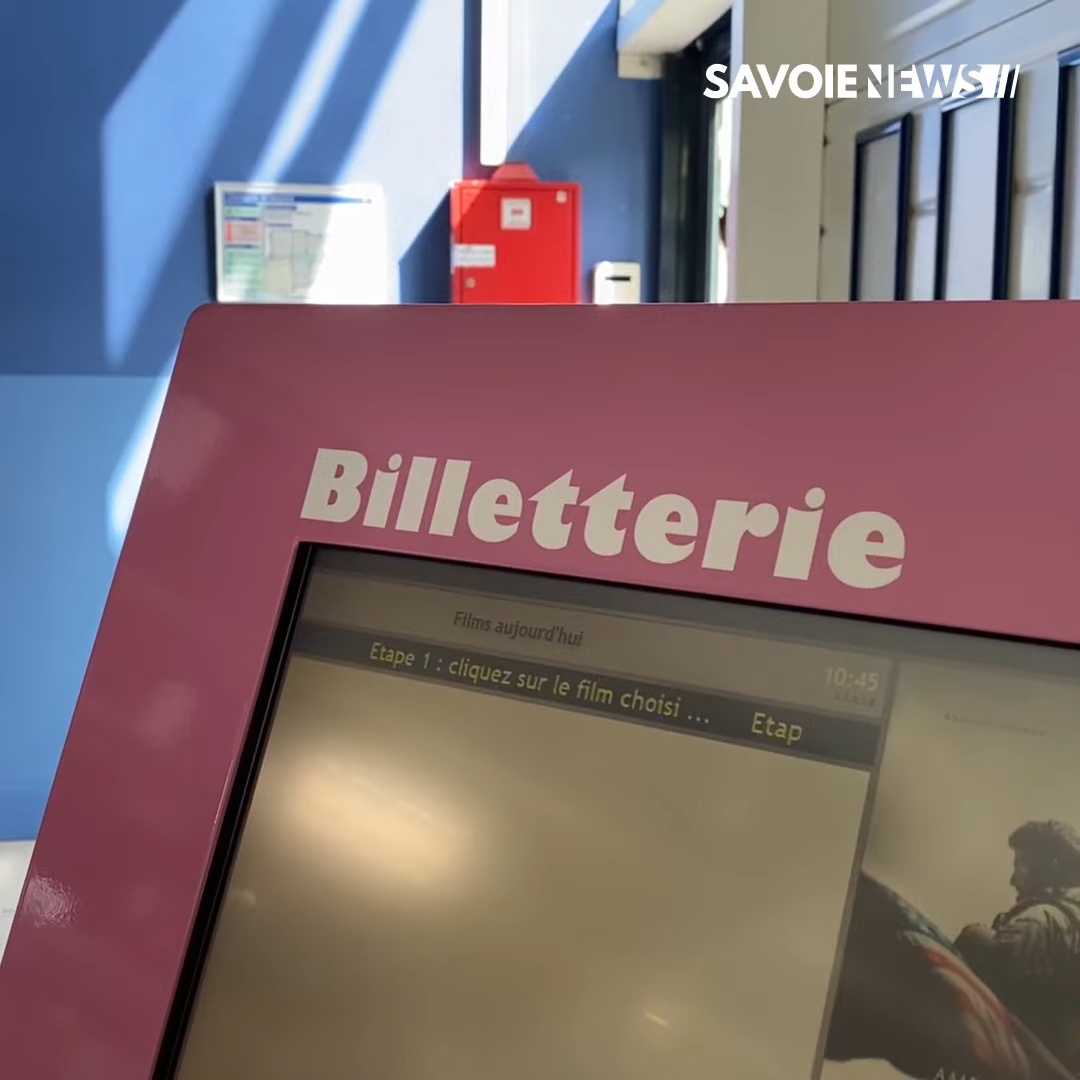 SAVOIE NEWS
Billetterie
Films aujourd'hui
10:45
Etape 1 : cliquez sur le film choisi ... Etap